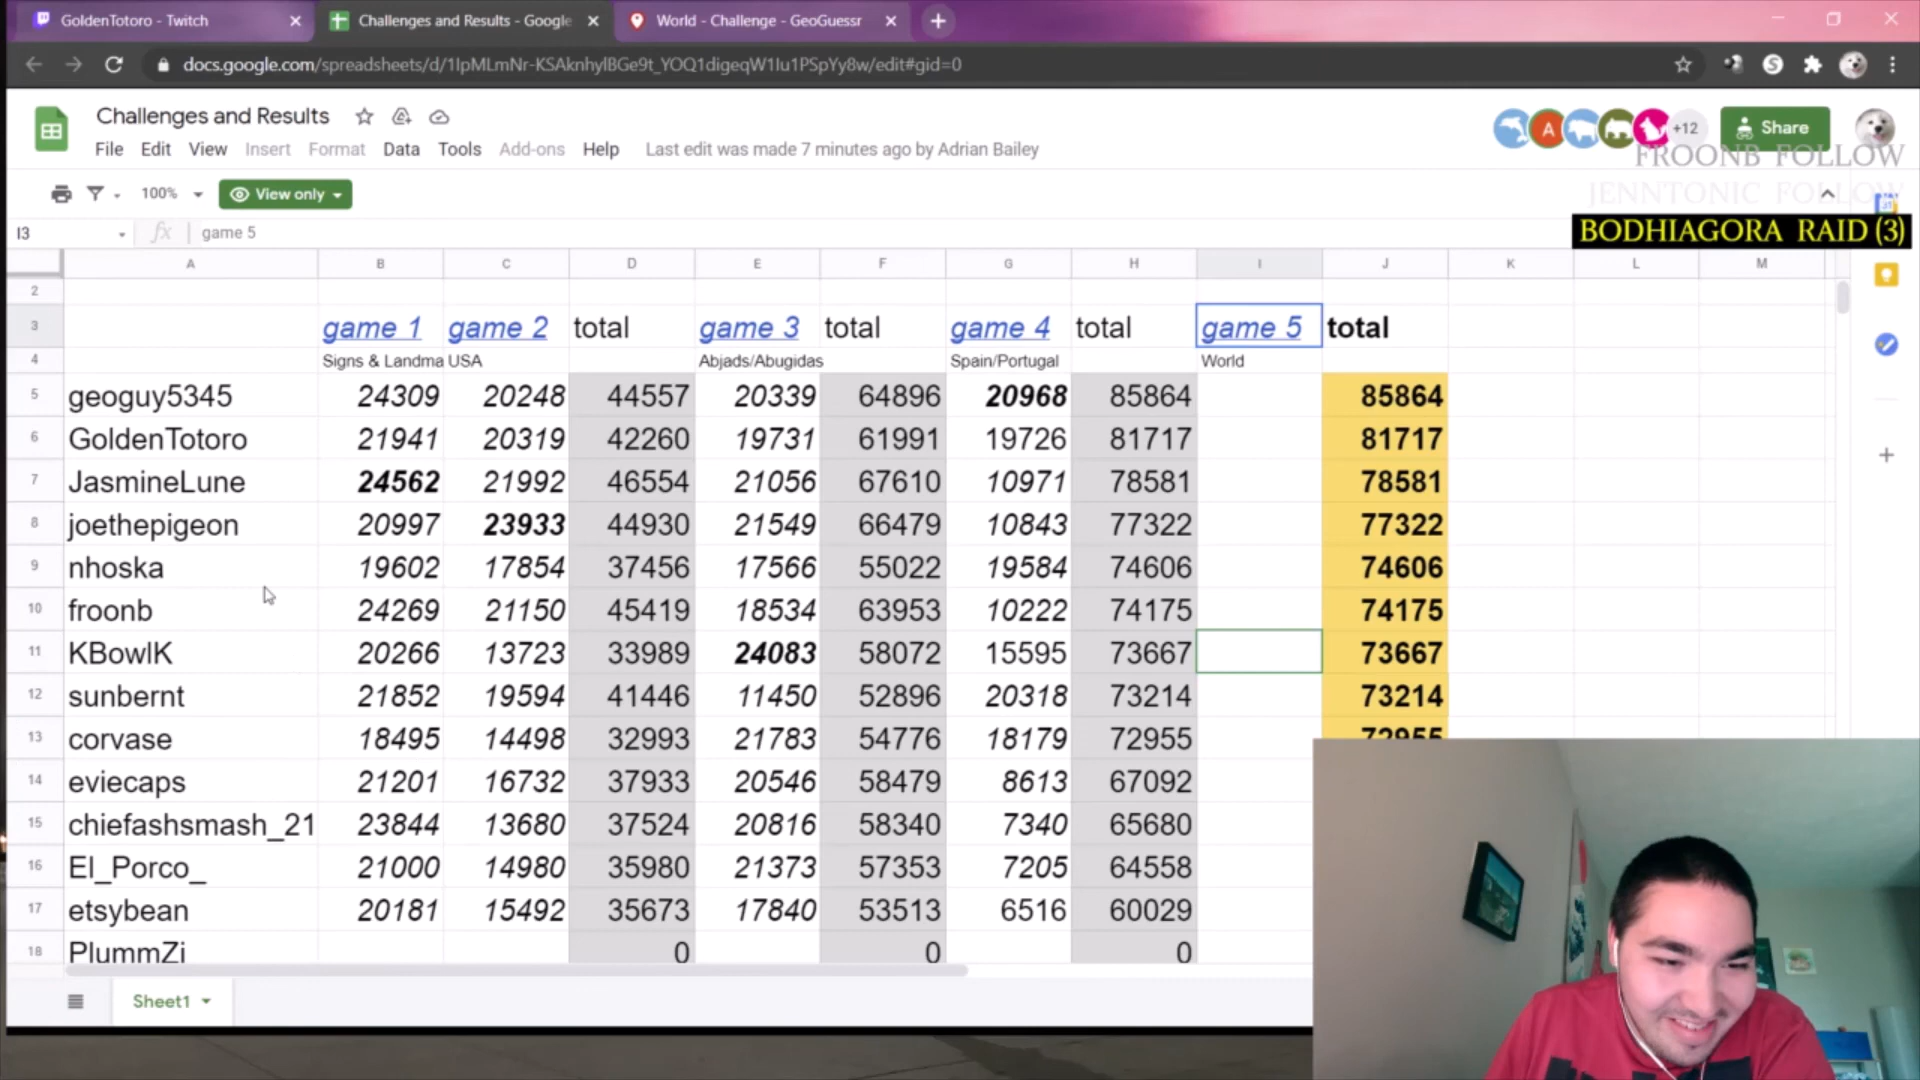 GoldenTotoro - Twitch
Challenges and Results - Google
World - Challenge - GeoGuessr
docs.google.com/spreadsheets/d/1IpMLmNr-KSAknhylBGe9t_YOQ1digeqW1Iu1PSpYy8w/edit#gid=0
Challenges and Results
File Edit View Insert Format Data Tools Add-ons Help Last edit was made 7 minutes ago by Adrian Bailey
A +12 Share
FROONB FOLLOW
JENNTONIC FOLLOW
BODHIAGORA RAID (3)
100% View only
I3 fx game 5
A B C D E F G H I J K L M
2
3 game 1 game 2 total game 3 total game 4 total game 5 total
4 Signs & Landma USA Abjads/Abugidas Spain/Portugal World
5 geoguy5345 24309 20248 44557 20339 64896 20968 85864 85864
6 GoldenTotoro 21941 20319 42260 19731 61991 19726 81717 81717
7 JasmineLune 24562 21992 46554 21056 67610 10971 78581 78581
8 joethepigeon 20997 23933 44930 21549 66479 10843 77322 77322
9 nhoska 19602 17854 37456 17566 55022 19584 74606 74606
10 froonb 24269 21150 45419 18534 63953 10222 74175 74175
11 KBowlK 20266 13723 33989 24083 58072 15595 73667 73667
12 sunbernt 21852 19594 41446 11450 52896 20318 73214 73214
13 corvase 18495 14498 32993 21783 54776 18179 72955 72955
14 eviecaps 21201 16732 37933 20546 58479 8613 67092
15 chiefashsmash_21 23844 13680 37524 20816 58340 7340 65680
16 El_Porco_ 21000 14980 35980 21373 57353 7205 64558
17 etsybean 20181 15492 35673 17840 53513 6516 60029
18 PlummZi 0 0 0
Sheet1